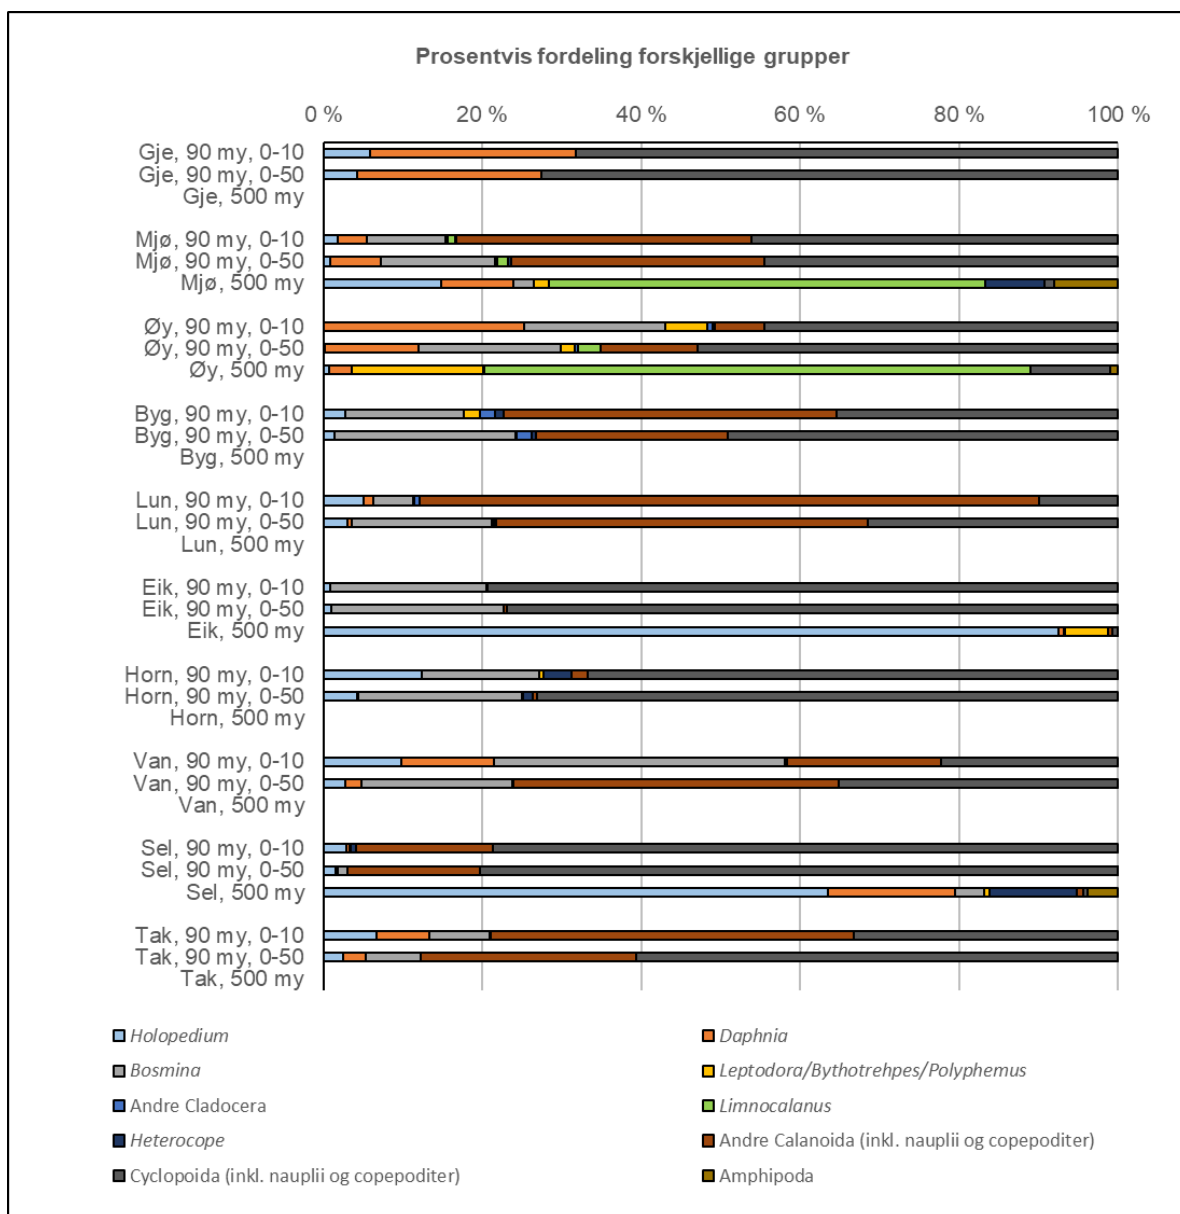 Prosentvis fordeling forskjellige grupper
0 % 20 % 40 % 60 % 80 % 100 %
Gje, 90 my, 0-10
Gje, 90 my, 0-50
Gje, 500 my
Mjø, 90 my, 0-10
Mjø, 90 my, 0-50
Mjø, 500 my
Øy, 90 my, 0-10
Øy, 90 my, 0-50
Øy, 500 my
Byg, 90 my, 0-10
Byg, 90 my, 0-50
Byg, 500 my
Lun, 90 my, 0-10
Lun, 90 my, 0-50
Lun, 500 my
Eik, 90 my, 0-10
Eik, 90 my, 0-50
Eik, 500 my
Horn, 90 my, 0-10
Horn, 90 my, 0-50
Horn, 500 my
Van, 90 my, 0-10
Van, 90 my, 0-50
Van, 500 my
Sel, 90 my, 0-10
Sel, 90 my, 0-50
Sel, 500 my
Tak, 90 my, 0-10
Tak, 90 my, 0-50
Tak, 500 my
Holopedium Daphnia
Bosmina Leptodora/Bythotrehpes/Polyphemus
Andre Cladocera Limnocalanus
Heterocope Andre Calanoida (inkl. nauplii og copepoditer)
Cyclopoida (inkl. nauplii og copepoditer) Amphipoda